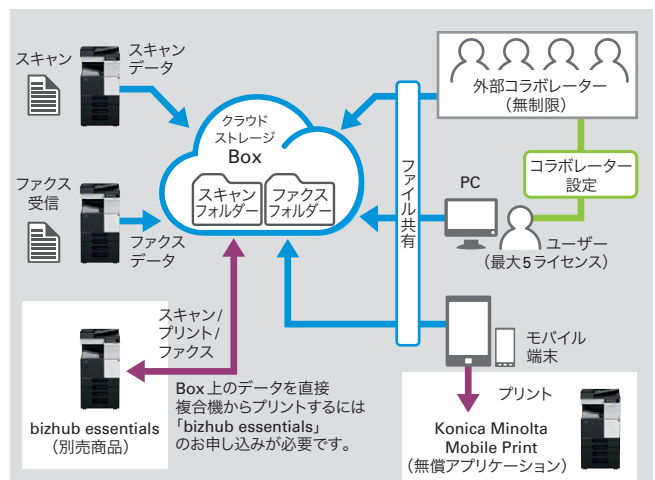 スキャン
スキャン
データ
クラウド
ストレージ
Box
スキャン
フォルダー
ファクス
フォルダー
ファクス
受信
ファクス
データ
外部コラボレーター
（無制限）
コラボレーター
設定
ファイル共有
PC
ユーザー
（最大5ライセンス）
モバイル
端末
スキャン/
プリント/
ファクス
bizhub essentials
（別売商品）
Box上のデータを直接
複合機からプリントするには
「bizhub essentials」
のお申し込みが必要です。
プリント
Konica Minolta
Mobile Print
（無償アプリケーション）